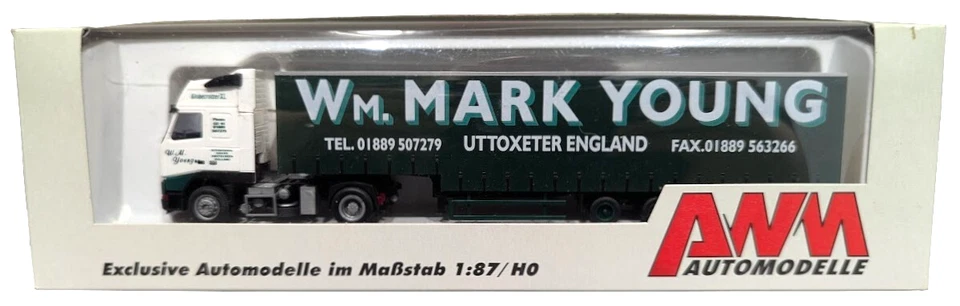 WM. MARK YOUNG
TEL. 01889 507279 UTTOXETER ENGLAND FAX.01889 563266
W.M.
Young
AWM
AUTOMODELLE
Exclusive Automodelle im Maßstab 1:87/H0